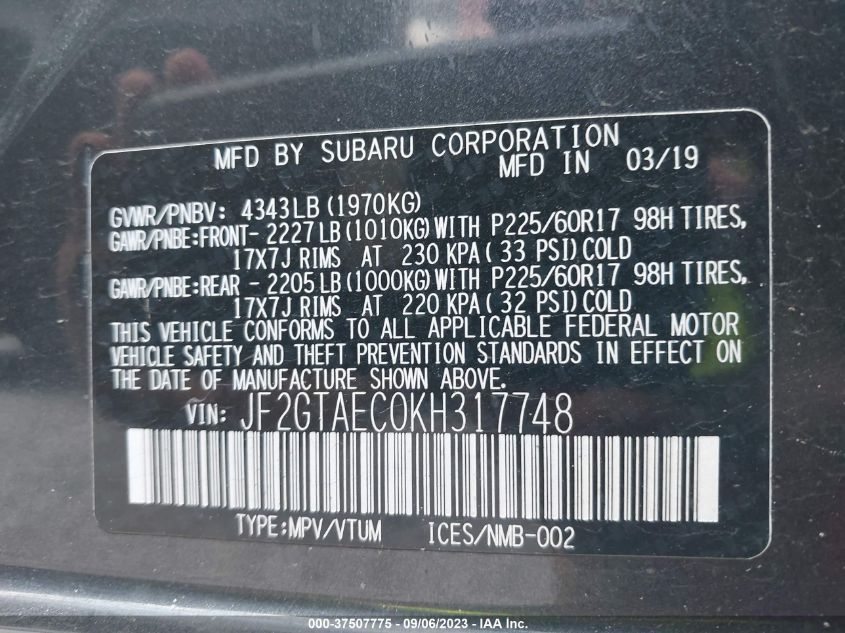 MFD BY SUBARU CORPORATION
MFD IN 03/19
GVWR/PNBV: 4343LB (1970KG)
GAWR/PNBE:FRONT- 2227LB (1010KG) WITH P225/60R17 98H TIRES,
17X7J RIMS AT 230 KPA ( 33 PSI) COLD
GAWR/PNBE:REAR - 2205LB (1000KG) WITH P225/60R17 98H TIRES,
17X7J RIMS AT 220 KPA ( 32 PSI) COLD
THIS VEHICLE CONFORMS TO ALL APPLICABLE FEDERAL MOTOR
VEHICLE SAFETY AND THEFT PREVENTION STANDARDS IN EFFECT ON
THE DATE OF MANUFACTURE SHOWN ABOVE.
VIN: JF2GTAEC0KH317748
TYPE:MPV/VTUM ICES/NMB-002
000-37507775 - 09/06/2023 - IAA, Inc.